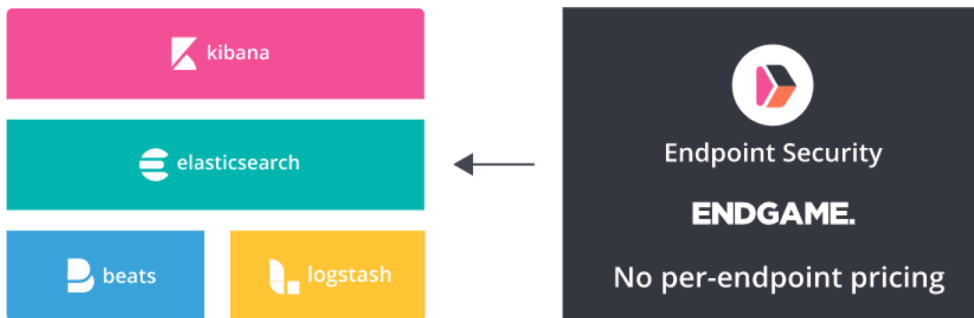 kibana
elasticsearch
beats
logstash
Endpoint Security
ENDGAME.
No per-endpoint pricing